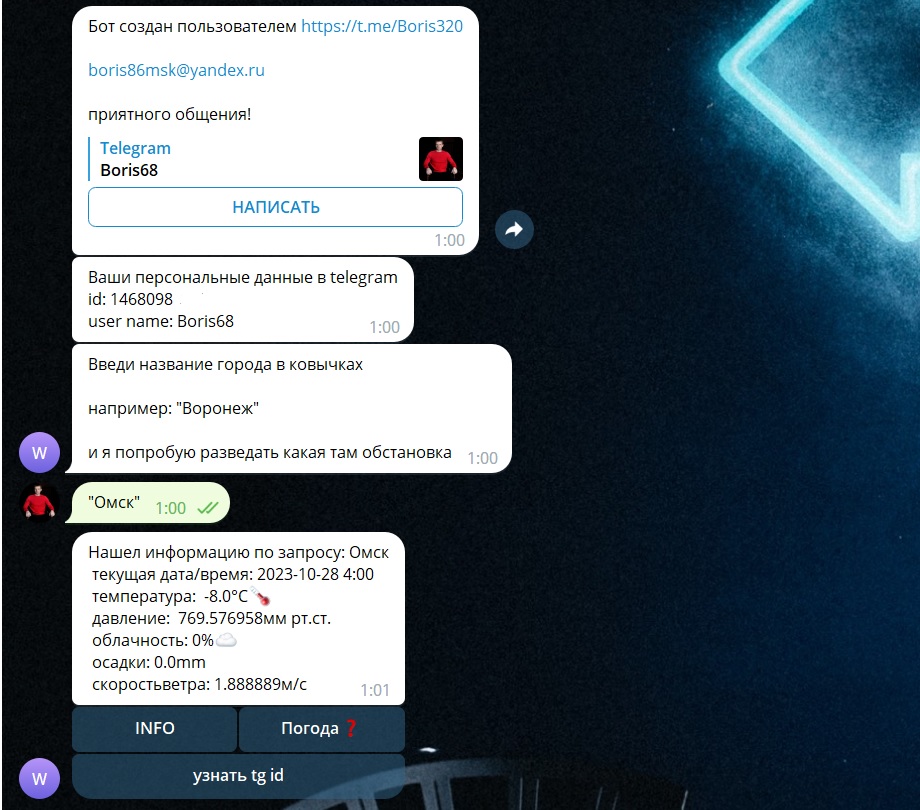 Бот создан пользователем https://t.me/Boris320
boris86msk@yandex.ru
приятного общения!
Telegram
Boris68
НАПИСАТЬ
1:00
Ваши персональные данные в telegram
id: 1468098
user name: Boris68
1:00
Введи название города в ковычках
например: "Воронеж"
и я попробую разведать какая там обстановка
1:00
W
"Омск"
1:00
Нашел информацию по запросу: Омск
текущая дата/время: 2023-10-28 4:00
температура: -8.0°C🌡️
давление: 769.576958мм рт.ст.
облачность: 0%☁️
осадки: 0.0mm
скоростьветра: 1.888889м/с
1:01
INFO
Погода ❓
W
узнать tg id